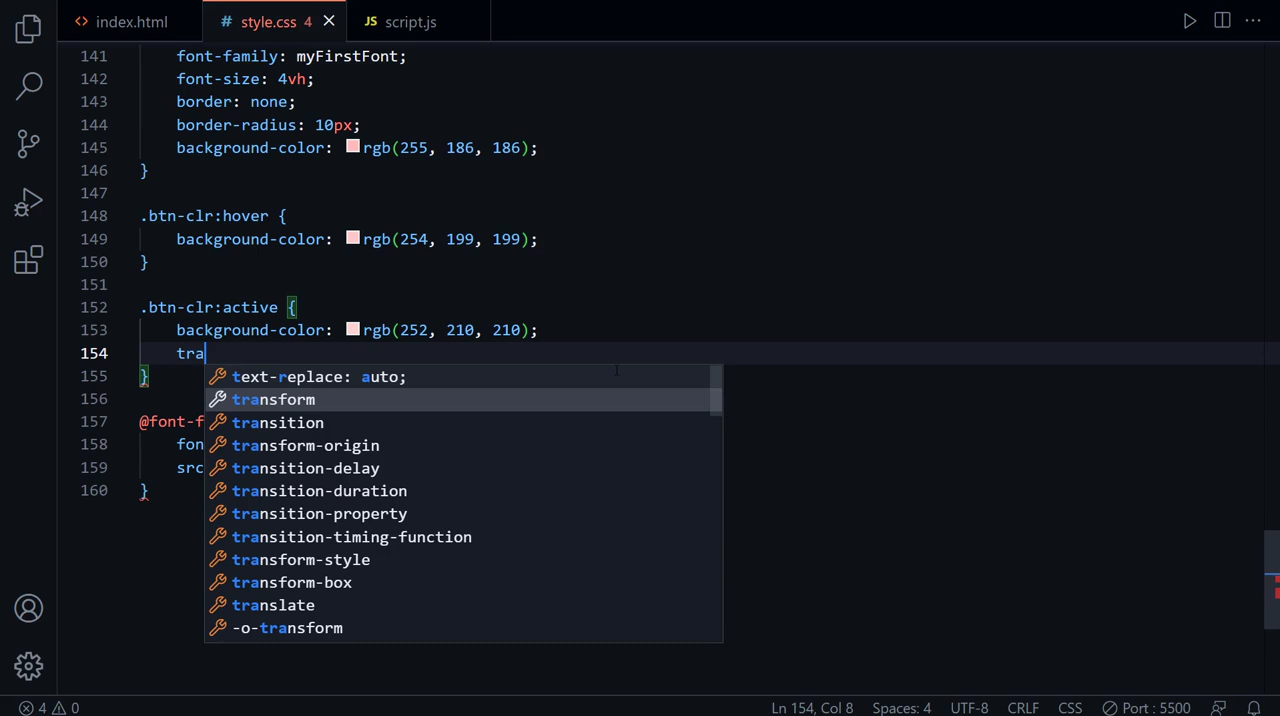 index.html
style.css 4
JS script.js
141 font-family: myFirstFont;
142 font-size: 4vh;
143 border: none;
144 border-radius: 10px;
145 background-color: rgb(255, 186, 186);
146 }
147
148 .btn-clr:hover {
149 background-color: rgb(254, 199, 199);
150 }
151
152 .btn-clr:active {
153 background-color: rgb(252, 210, 210);
154 tra
155 }
156
157 @font-f
158 fon
159 src
160 }
text-replace: auto;
transform
transition
transform-origin
transition-delay
transition-duration
transition-property
transition-timing-function
transform-style
transform-box
translate
-o-transform
4 0
Ln 154, Col 8
Spaces: 4
UTF-8
CRLF
CSS
Port : 5500